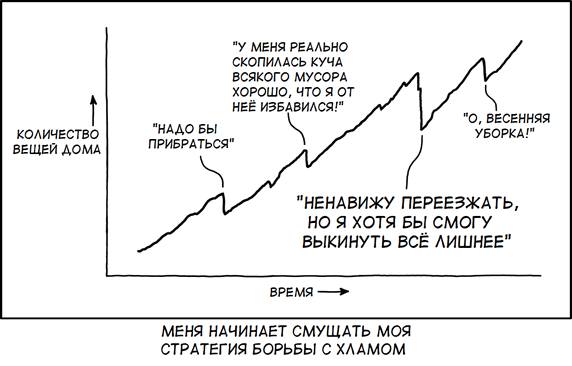 "У МЕНЯ РЕАЛЬНО
СКОПИЛАСЬ КУЧА
ВСЯКОГО МУСОРА
ХОРОШО, ЧТО Я ОТ
НЕЁ ИЗБАВИЛСЯ!"
КОЛИЧЕСТВО
ВЕЩЕЙ ДОМА
"НАДО БЫ
ПРИБРАТЬСЯ"
"О, ВЕСЕННЯЯ
УБОРКА!"
"НЕНАВИЖУ ПЕРЕЕЗЖАТЬ,
НО Я ХОТЯ БЫ СМОГУ
ВЫКИНУТЬ ВСЁ ЛИШНЕЕ"
ВРЕМЯ
МЕНЯ НАЧИНАЕТ СМУЩАТЬ МОЯ
СТРАТЕГИЯ БОРЬБЫ С ХЛАМОМ